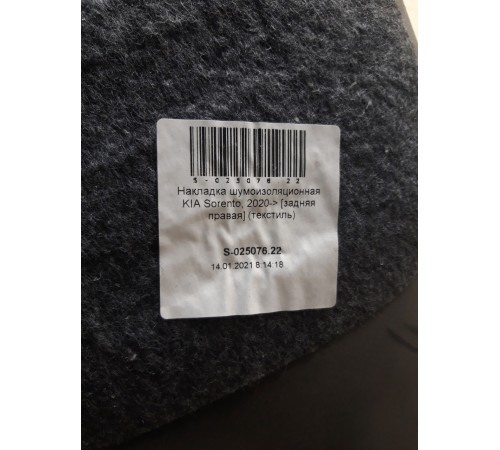 S-025076.22
Накладка шумоизоляционная
KIA Sorento, 2020-> [задняя
правая] (текстиль)
S-025076.22
14.01.2021 8:14:18